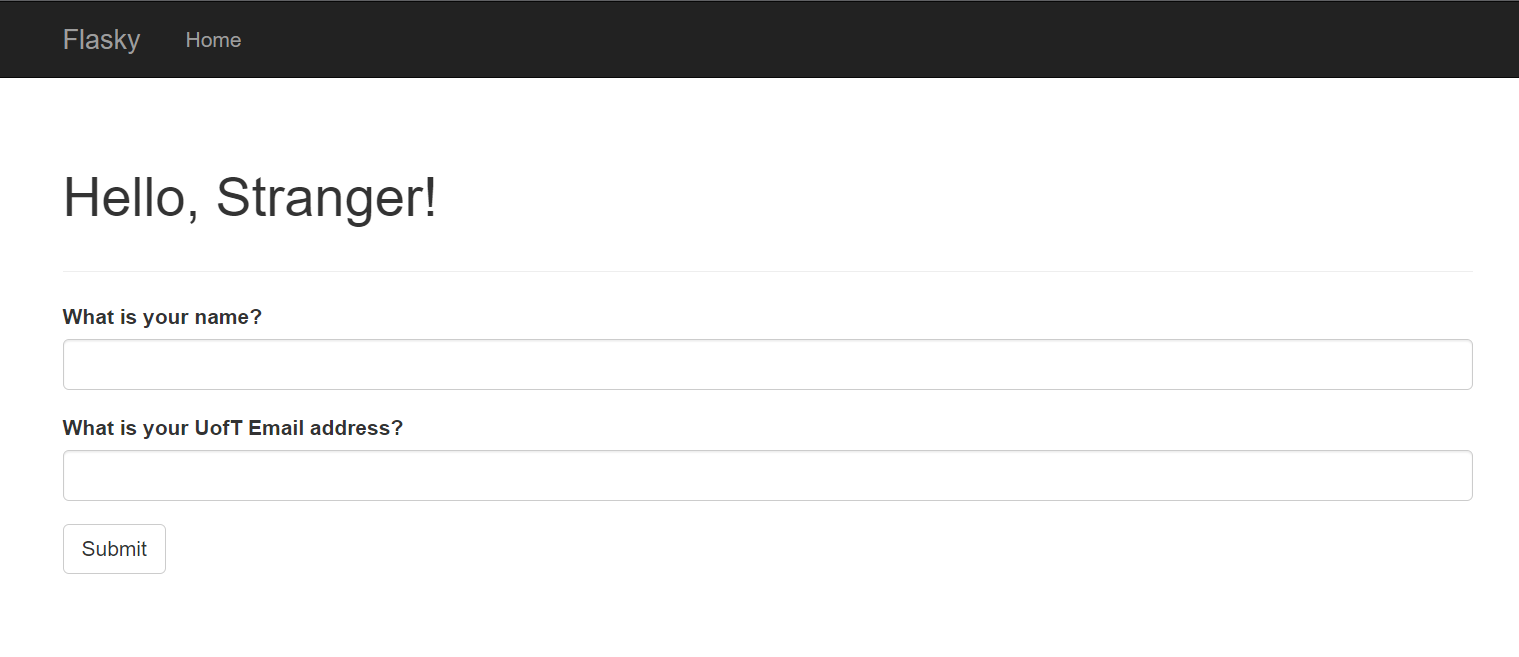 Flasky Home
Hello, Stranger!
What is your name?
What is your UofT Email address?
Submit